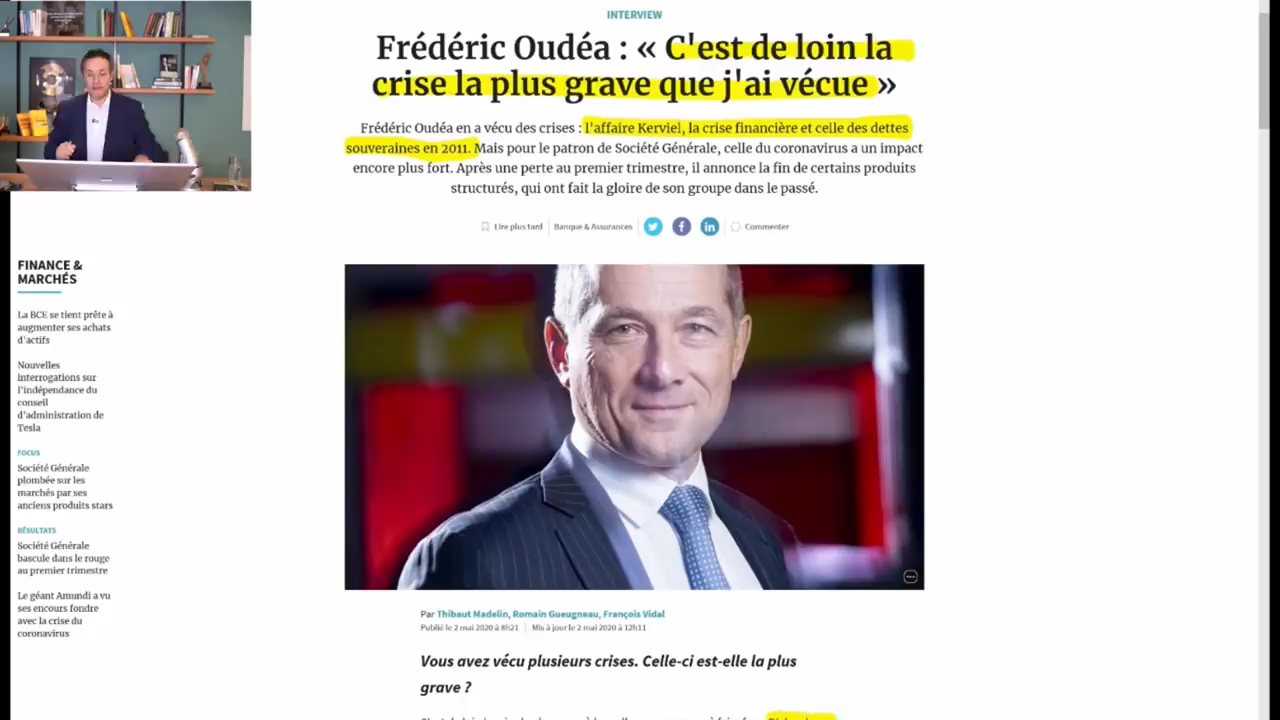 INTERVIEW
Frédéric Oudéa : « C'est de loin la
crise la plus grave que j'ai vécue »
Frédéric Oudéa en a vécu des crises : l'affaire Kerviel, la crise financière et celle des dettes
souveraines en 2011. Mais pour le patron de Société Générale, celle du coronavirus a un impact
encore plus fort. Après une perte au premier trimestre, il annonce la fin de certains produits
structurés, qui ont fait la gloire de son groupe dans le passé.
Lire plus tard
Banque & Assurances
Commenter
FINANCE &
MARCHÉS
La BCE se tient prête à
augmenter ses achats
d'actifs
Nouvelles
interrogations sur
l'indépendance du
conseil
d'administration de
Tesla
FOCUS
Société Générale
plombée sur les
marchés par ses
anciens produits stars
RÉSULTATS
Société Générale
bascule dans le rouge
au premier trimestre
Le géant Amundi a vu
ses encours fondre
avec la crise du
coronavirus
Par Thibaut Madelin, Romain Gueugneau, François Vidal
Publié le 2 mai 2020 à 8h21
Mis à jour le 2 mai 2020 à 12h11
Vous avez vécu plusieurs crises. Celle-ci est-elle la plus
grave ?